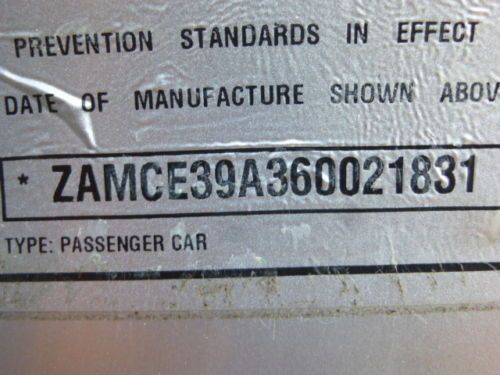 PREVENTION STANDARDS IN EFFECT
DATE OF MANUFACTURE SHOWN ABOV
* ZAMCE39A360021831
TYPE: PASSENGER CAR